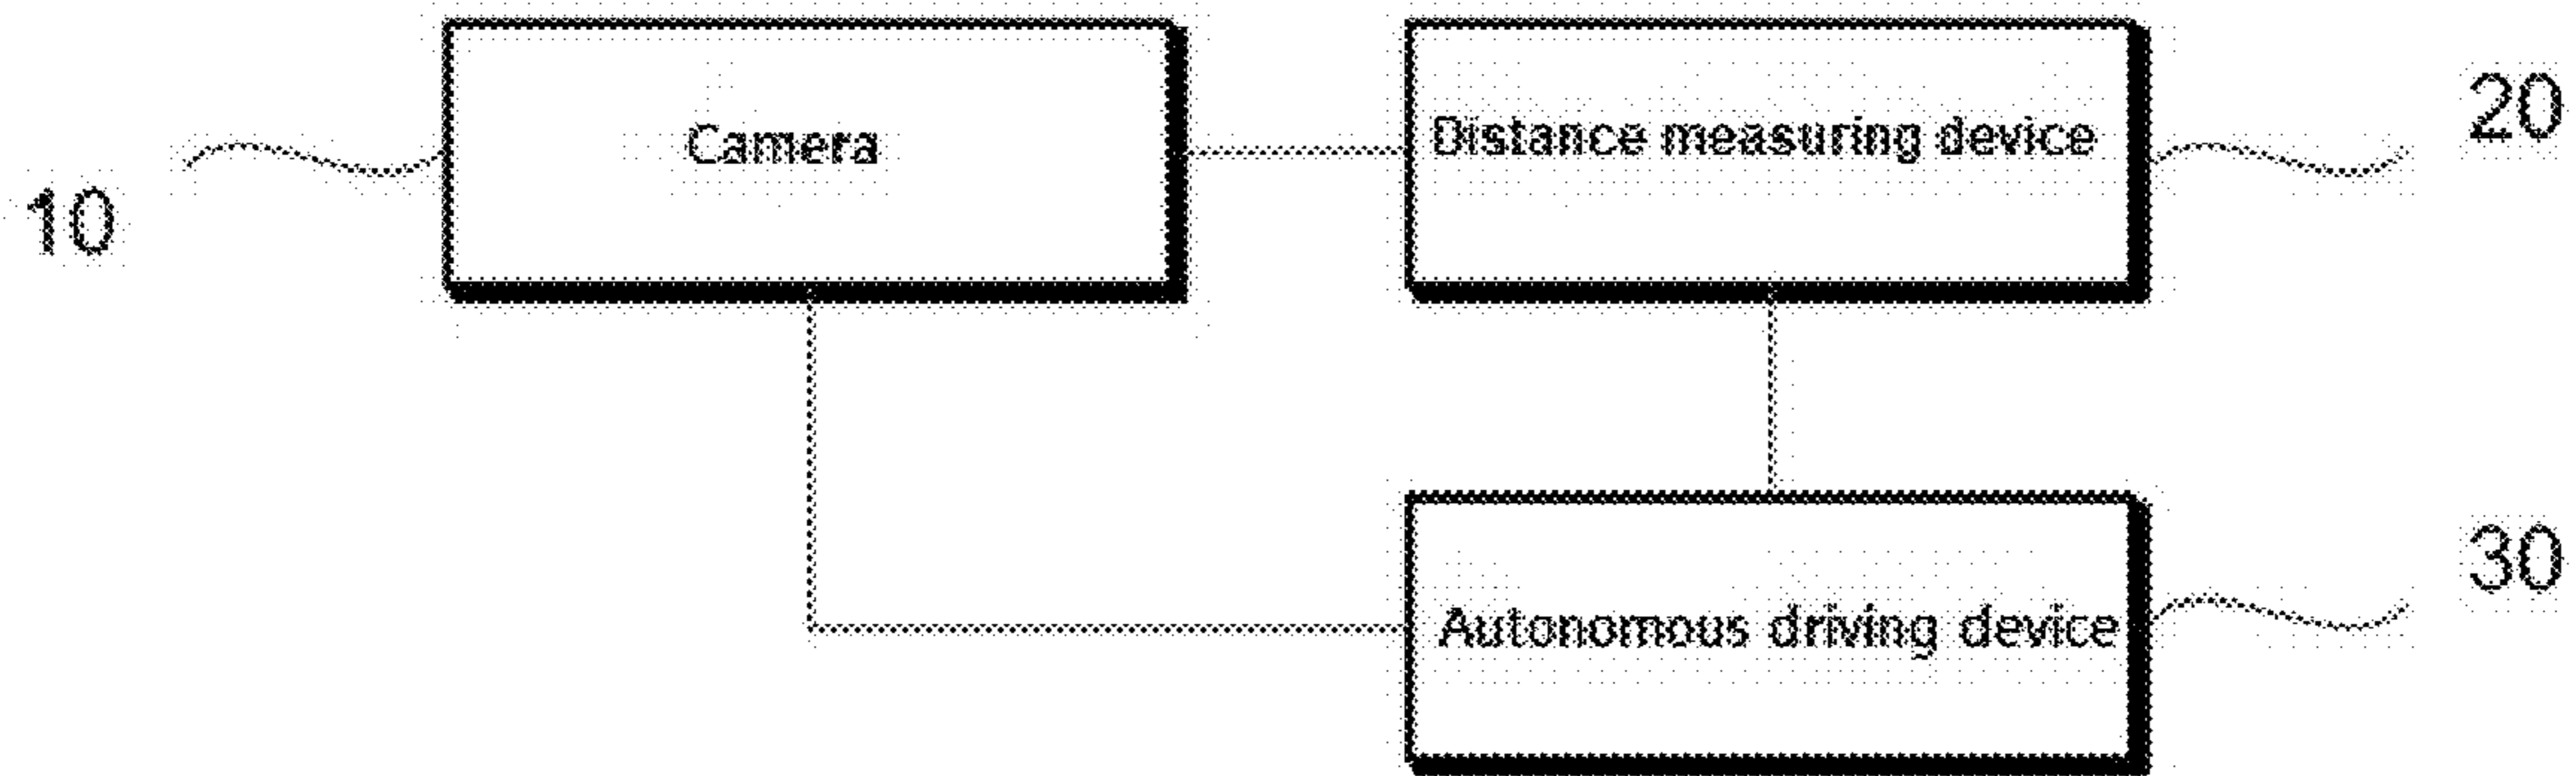 Camera
Distance measuring device
20
10
Autonomous driving device
30